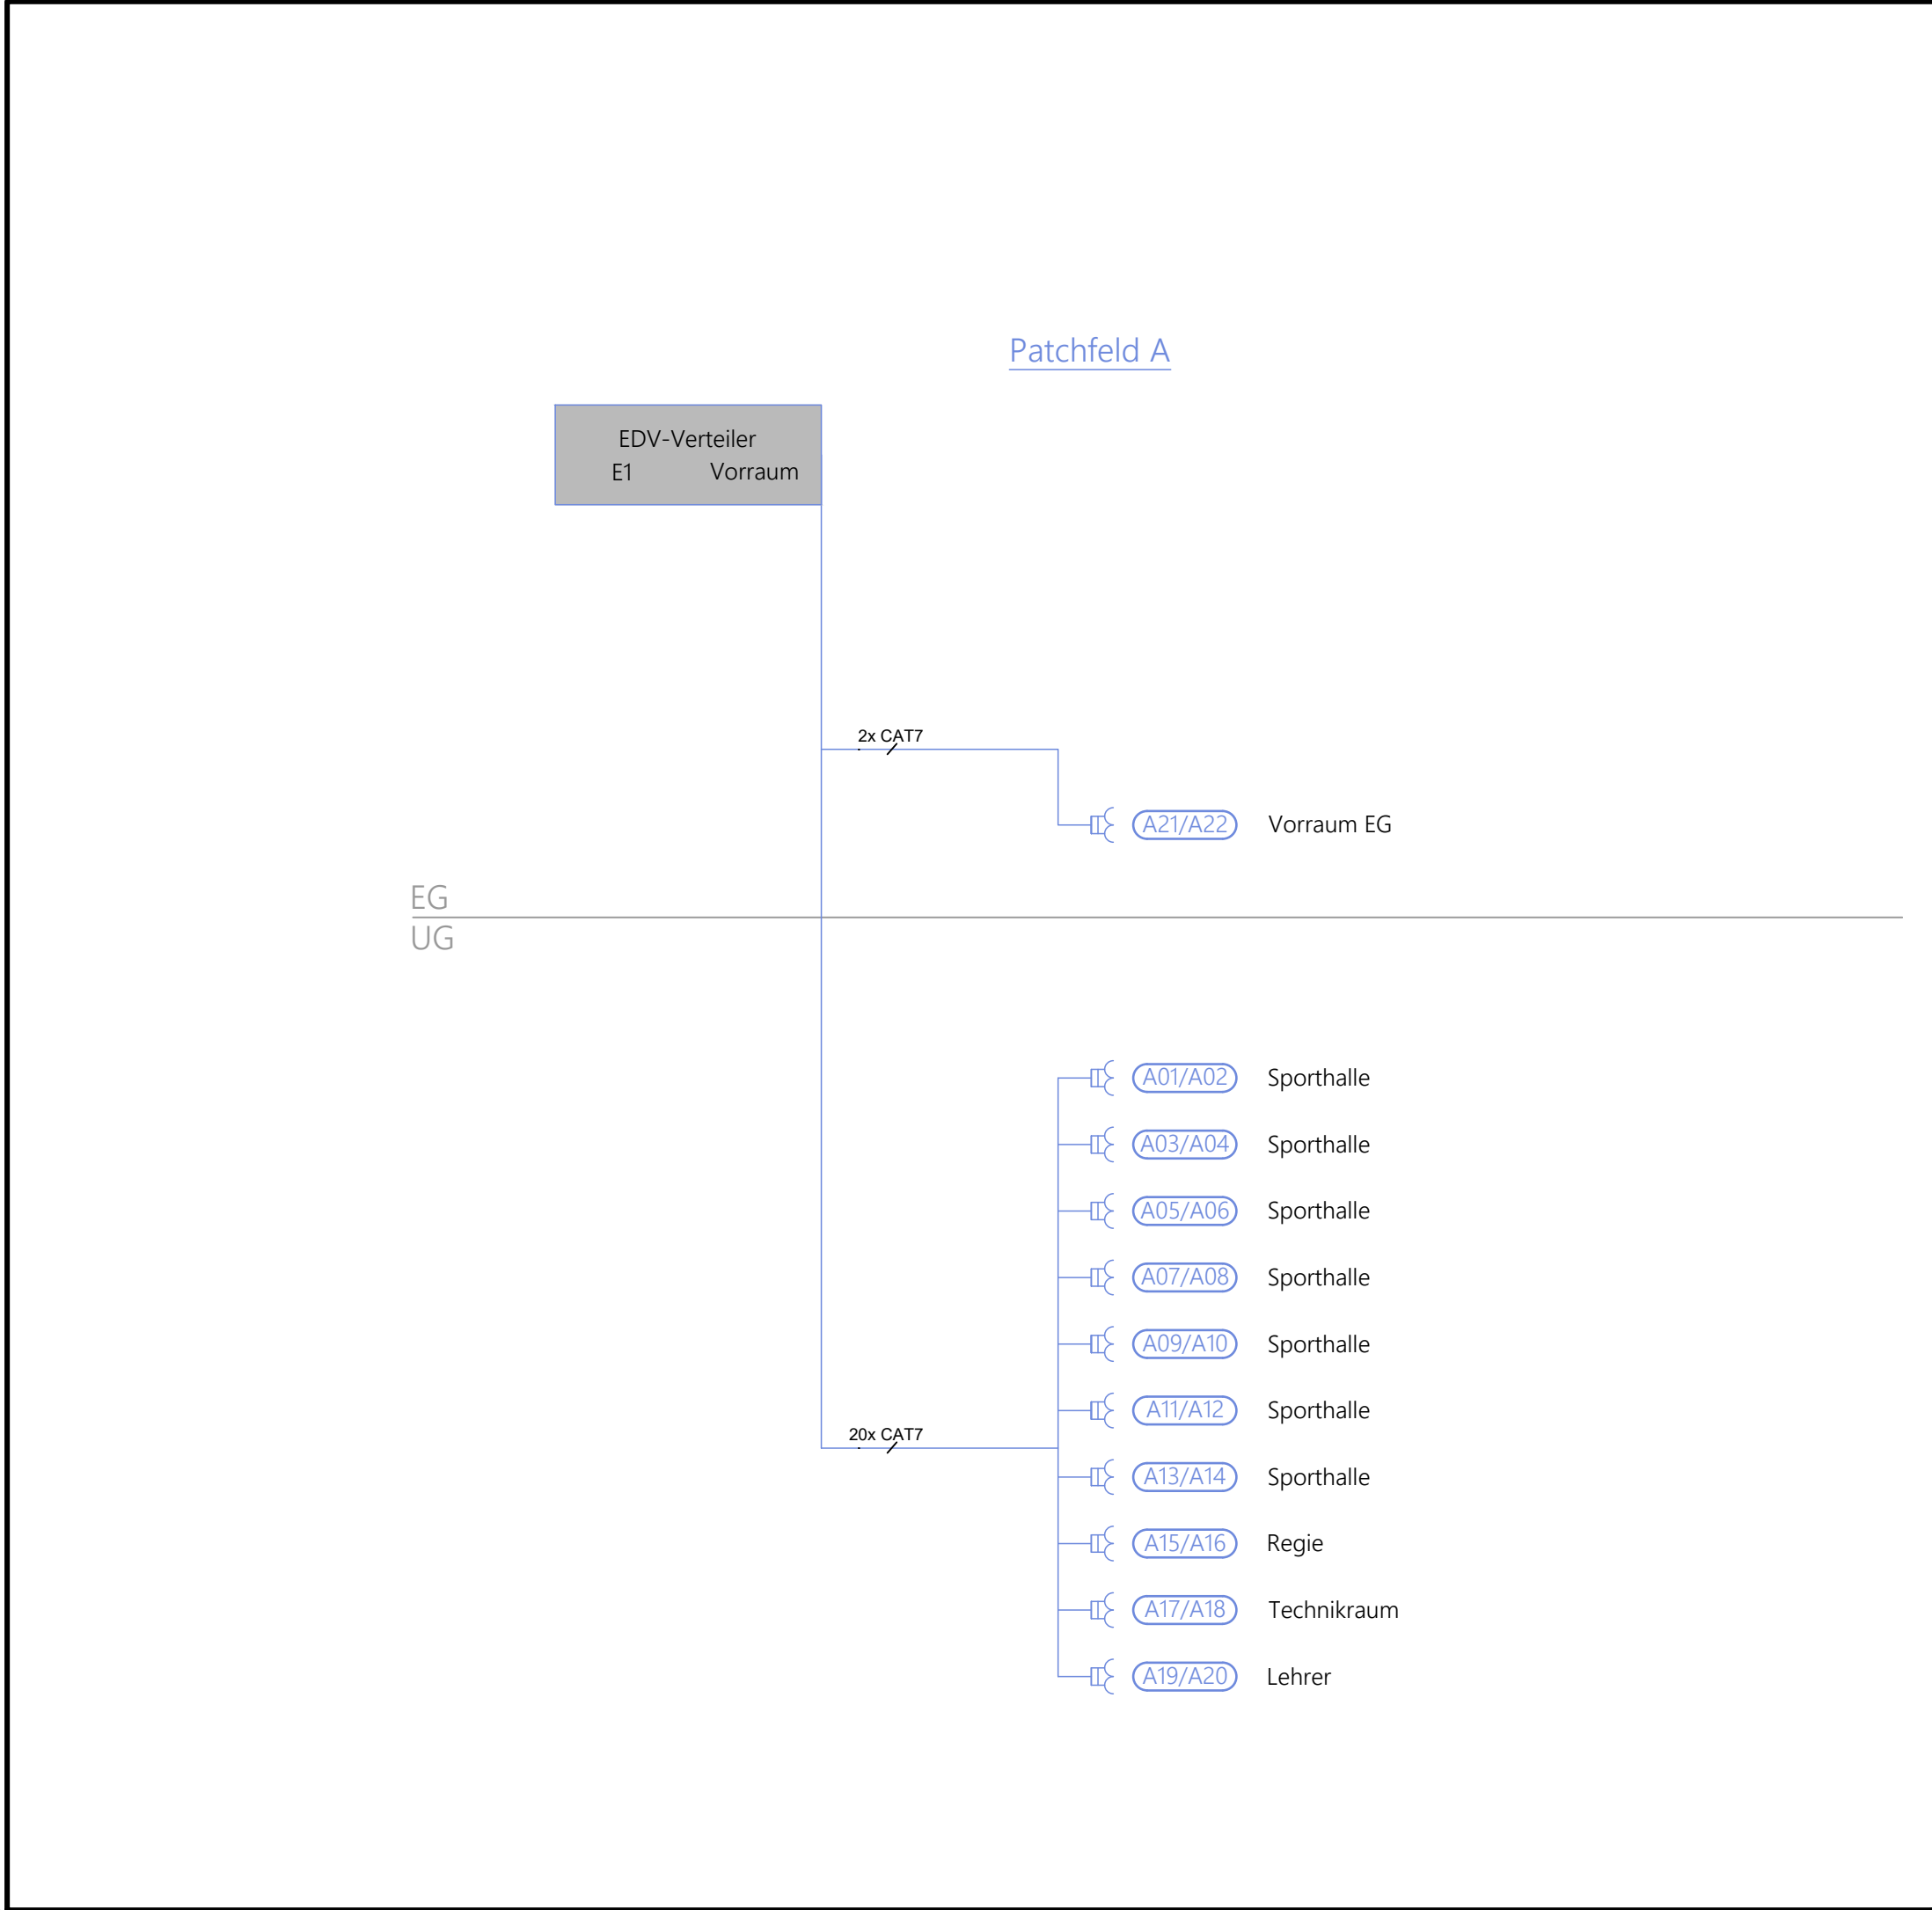 Patchfeld A
EDV-Verteiler
E1 Vorraum
2x CAT7
A21/A22 Vorraum EG
EG
UG
A01/A02 Sporthalle
A03/A04 Sporthalle
A05/A06 Sporthalle
A07/A08 Sporthalle
A09/A10 Sporthalle
A11/A12 Sporthalle
20x CAT7
A13/A14 Sporthalle
A15/A16 Regie
A17/A18 Technikraum
A19/A20 Lehrer